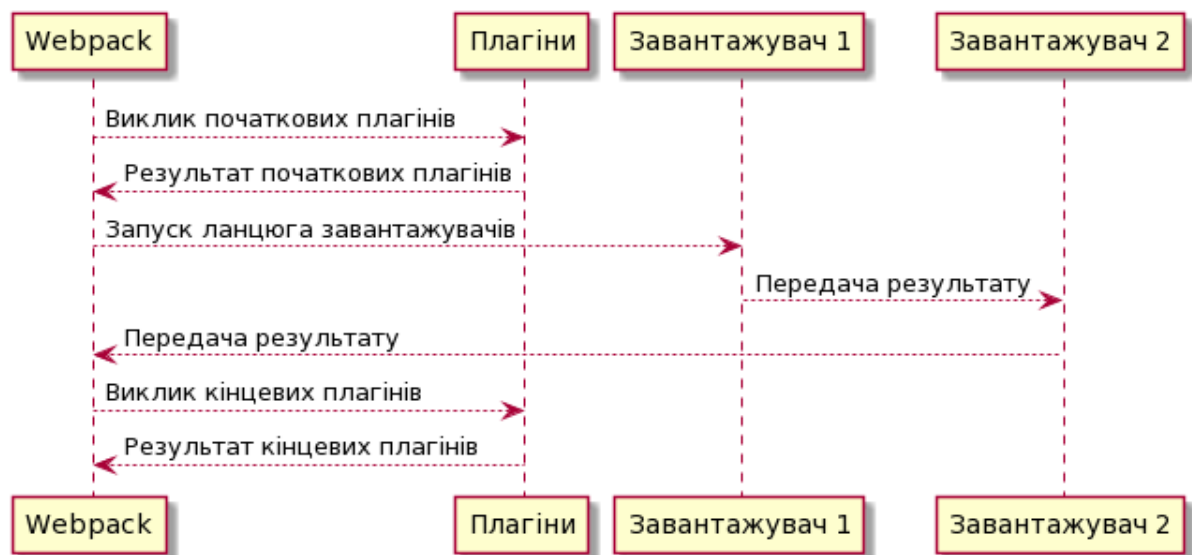 Webpack
Плагіни
Завантажувач 1
Завантажувач 2
Виклик початкових плагінів
Результат початкових плагінів
Запуск ланцюга завантажувачів
Передача результату
Передача результату
Виклик кінцевих плагінів
Результат кінцевих плагінів
Webpack
Плагіни
Завантажувач 1
Завантажувач 2